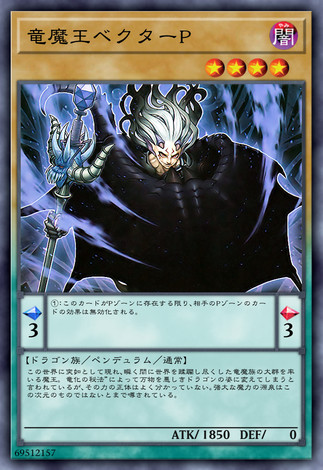 竜魔王ベクターP
闇
やみ
①:このカードがPゾーンに存在する限り、相手のPゾーンのカー
ドの効果は無効化される。
3
3
【ドラゴン族／ペンデュラム／通常】
この世界に突如として現れ、瞬く間に世界を蹂躙し尽くした竜魔族の大群を率
いる魔王。"竜化の秘法"によって万物を悪しきドラゴンの姿に変えてしまうと
言われているが、その力の正体はよく分かっていない。強大な魔力の源泉はこ
の次元のものではないとまで噂されている。
ATK/ 1850 DEF/ 0
69512157